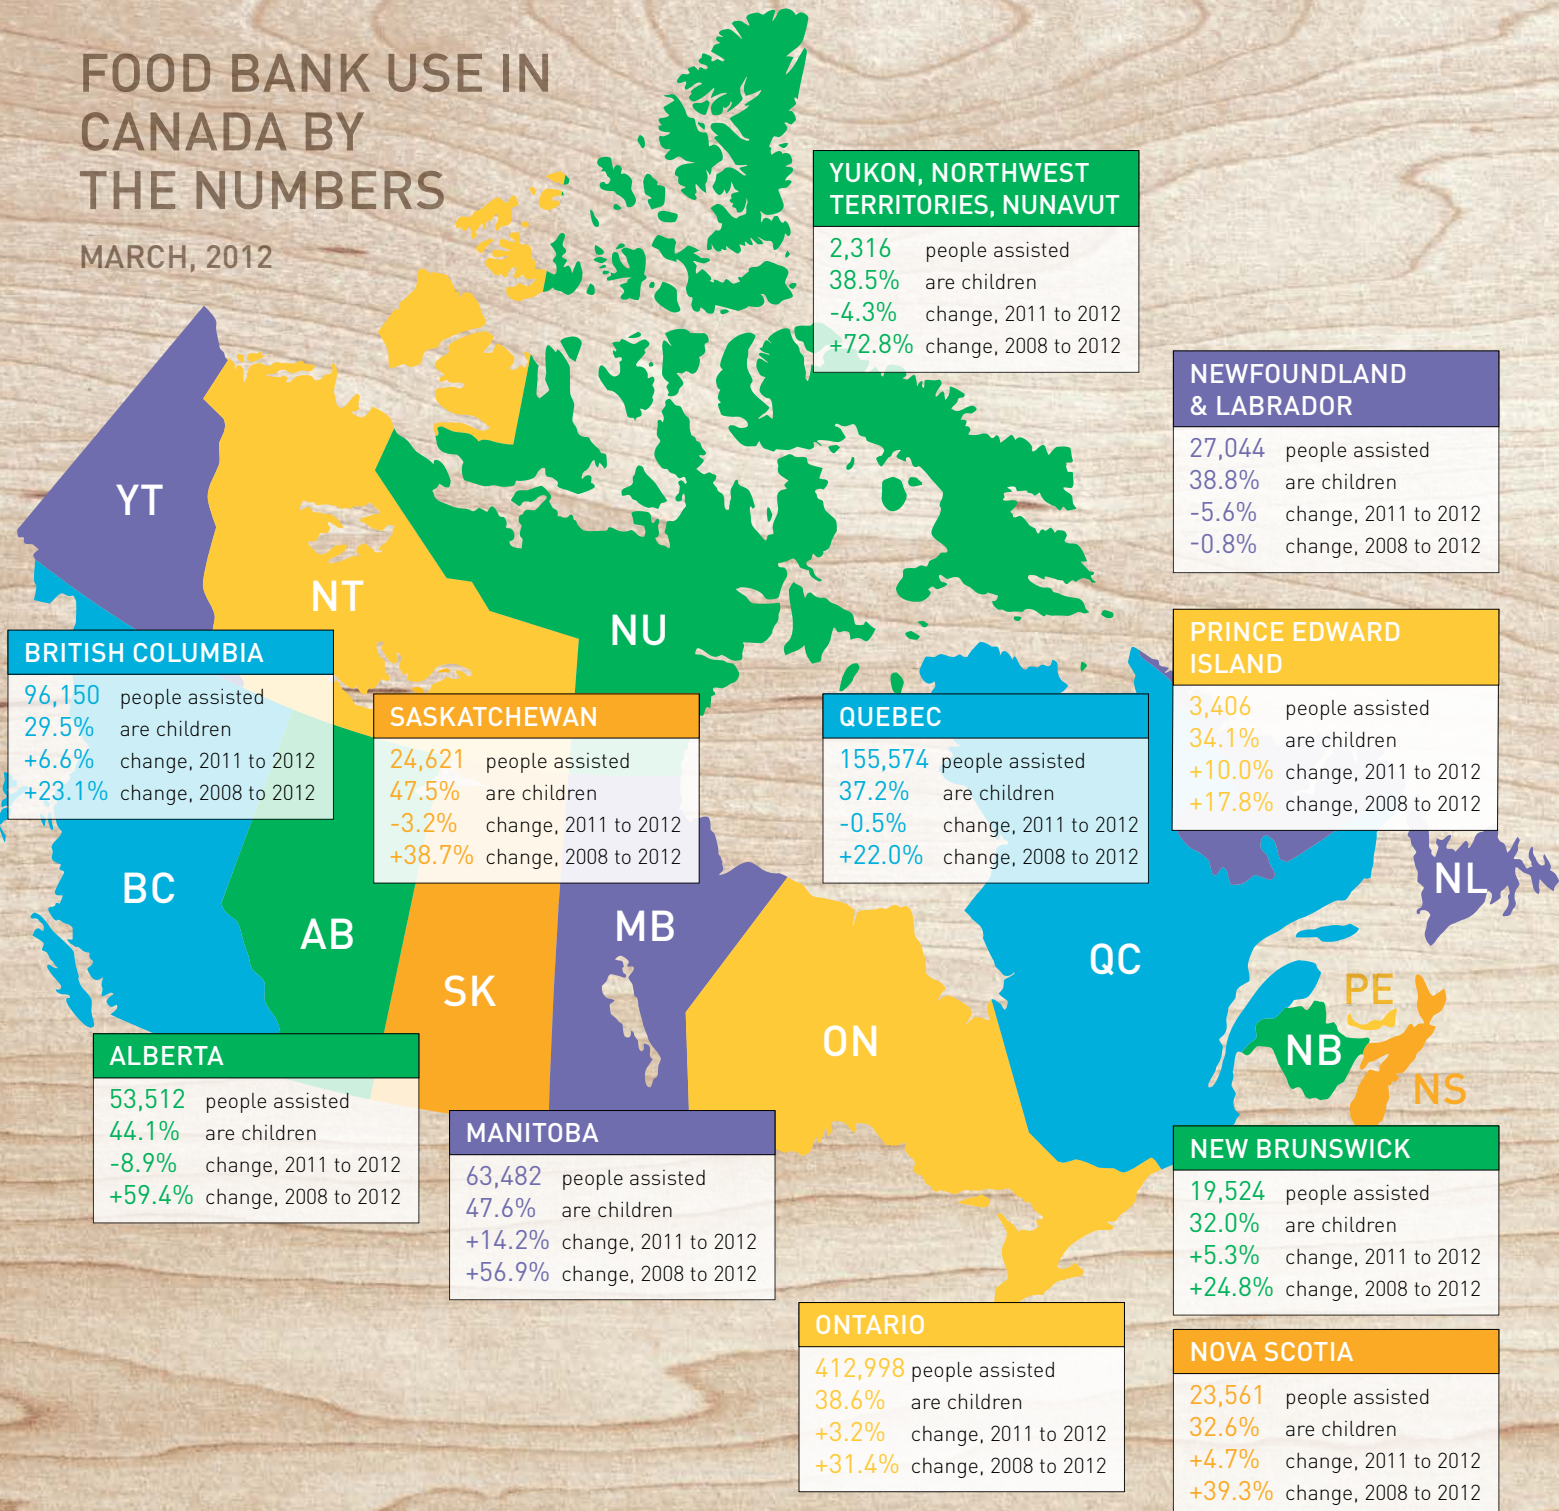 FOOD BANK USE IN
CANADA BY
THE NUMBERS
MARCH, 2012
YUKON, NORTHWEST
TERRITORIES, NUNAVUT
2,316 people assisted
38.5% are children
-4.3% change, 2011 to 2012
+72.8% change, 2008 to 2012
NEWFOUNDLAND
& LABRADOR
27,044 people assisted
38.8% are children
-5.6% change, 2011 to 2012
-0.8% change, 2008 to 2012
YT
NT
NU
BRITISH COLUMBIA
96,150 people assisted
29.5% are children
+6.6% change, 2011 to 2012
+23.1% change, 2008 to 2012
SASKATCHEWAN
24,621 people assisted
47.5% are children
-3.2% change, 2011 to 2012
+38.7% change, 2008 to 2012
QUEBEC
155,574 people assisted
37.2% are children
-0.5% change, 2011 to 2012
+22.0% change, 2008 to 2012
PRINCE EDWARD
ISLAND
3,406 people assisted
34.1% are children
+10.0% change, 2011 to 2012
+17.8% change, 2008 to 2012
BC
AB
SK
MB
ON
QC
NL
PE
NB
NS
ALBERTA
53,512 people assisted
44.1% are children
-8.9% change, 2011 to 2012
+59.4% change, 2008 to 2012
MANITOBA
63,482 people assisted
47.6% are children
+14.2% change, 2011 to 2012
+56.9% change, 2008 to 2012
NEW BRUNSWICK
19,524 people assisted
32.0% are children
+5.3% change, 2011 to 2012
+24.8% change, 2008 to 2012
ONTARIO
412,998 people assisted
38.6% are children
+3.2% change, 2011 to 2012
+31.4% change, 2008 to 2012
NOVA SCOTIA
23,561 people assisted
32.6% are children
+4.7% change, 2011 to 2012
+39.3% change, 2008 to 2012